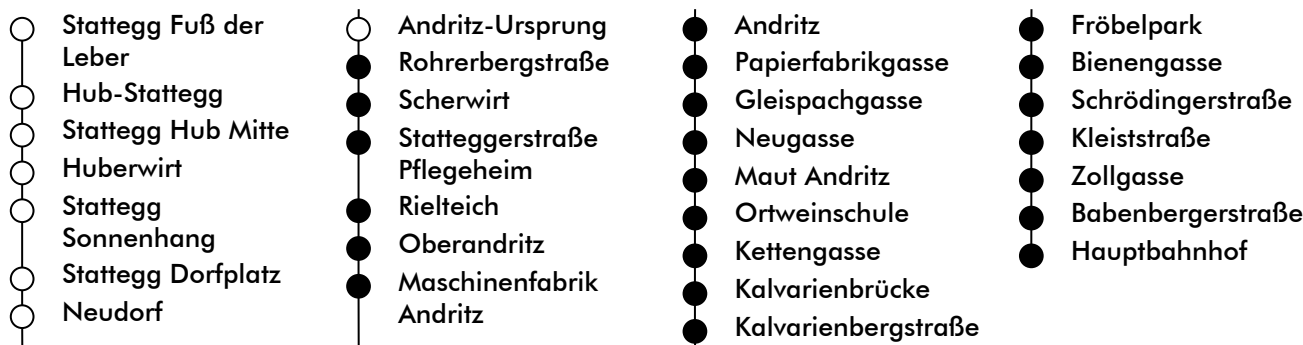 Stattegg Fuß der
Leber
Hub-Stattegg
Stattegg Hub Mitte
Huberwirt
Stattegg
Sonnenhang
Stattegg Dorfplatz
Neudorf
Andritz-Ursprung
Rohrerbergstraße
Scherwirt
Statteggerstraße
Pflegeheim
Rielteich
Oberandritz
Maschinenfabrik
Andritz
Andritz
Papierfabrikgasse
Gleispachgasse
Neugasse
Maut Andritz
Ortweinschule
Kettengasse
Kalvarienbrücke
Kalvarienbergstraße
Fröbelpark
Bienengasse
Schrödingerstraße
Kleiststraße
Zollgasse
Babenbergerstraße
Hauptbahnhof